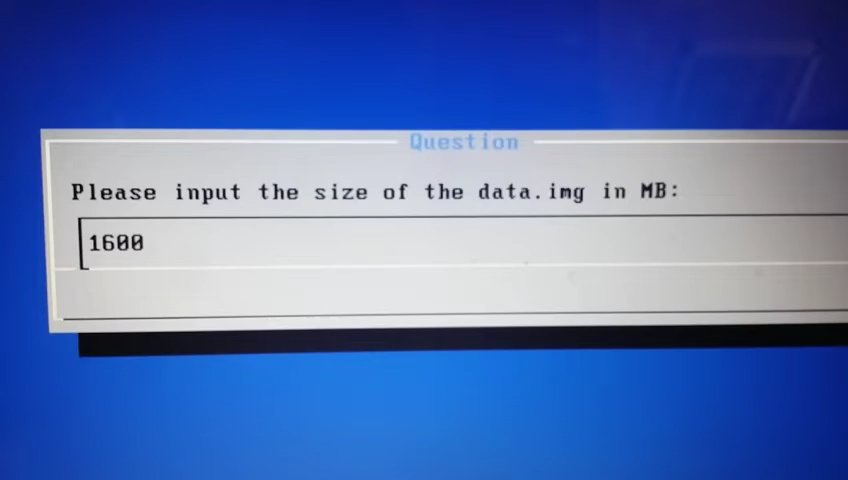 Question
Please input the size of the data.img in MB:
1600